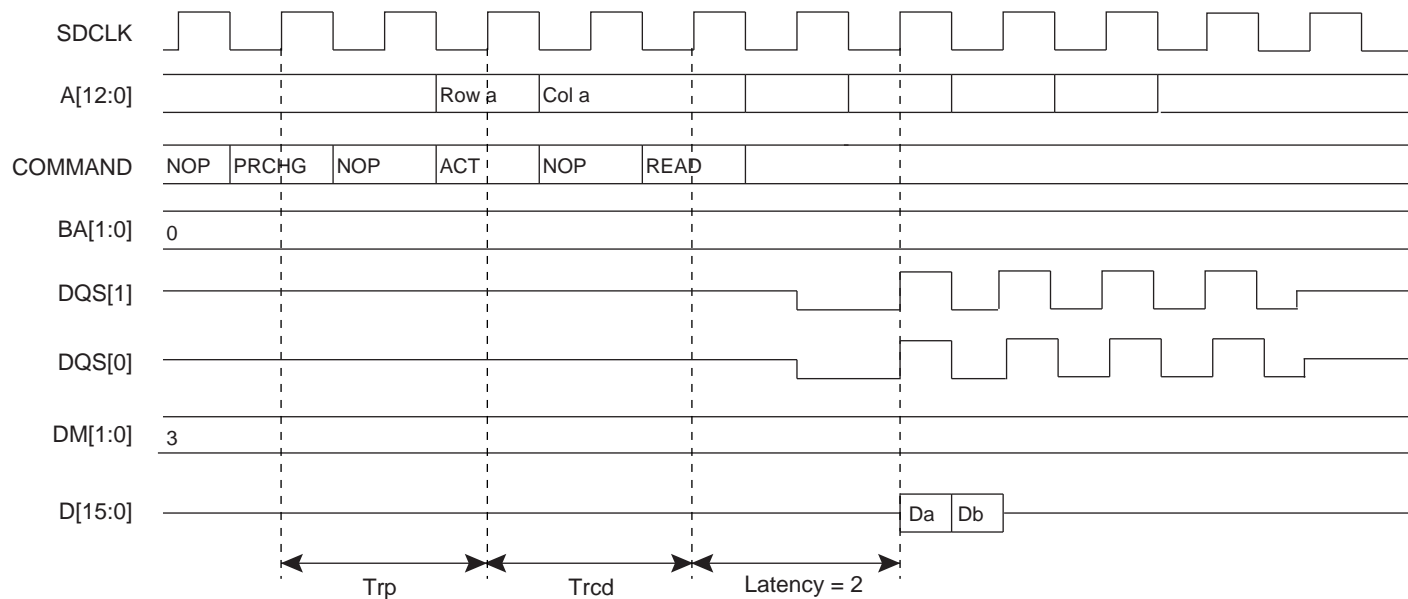 SDCLK
A[12:0] Row a Col a
COMMAND NOP PRCHG NOP ACT NOP READ
BA[1:0] 0
DQS[1]
DQS[0]
DM[1:0] 3
D[15:0] Da Db
Trp Trcd Latency = 2